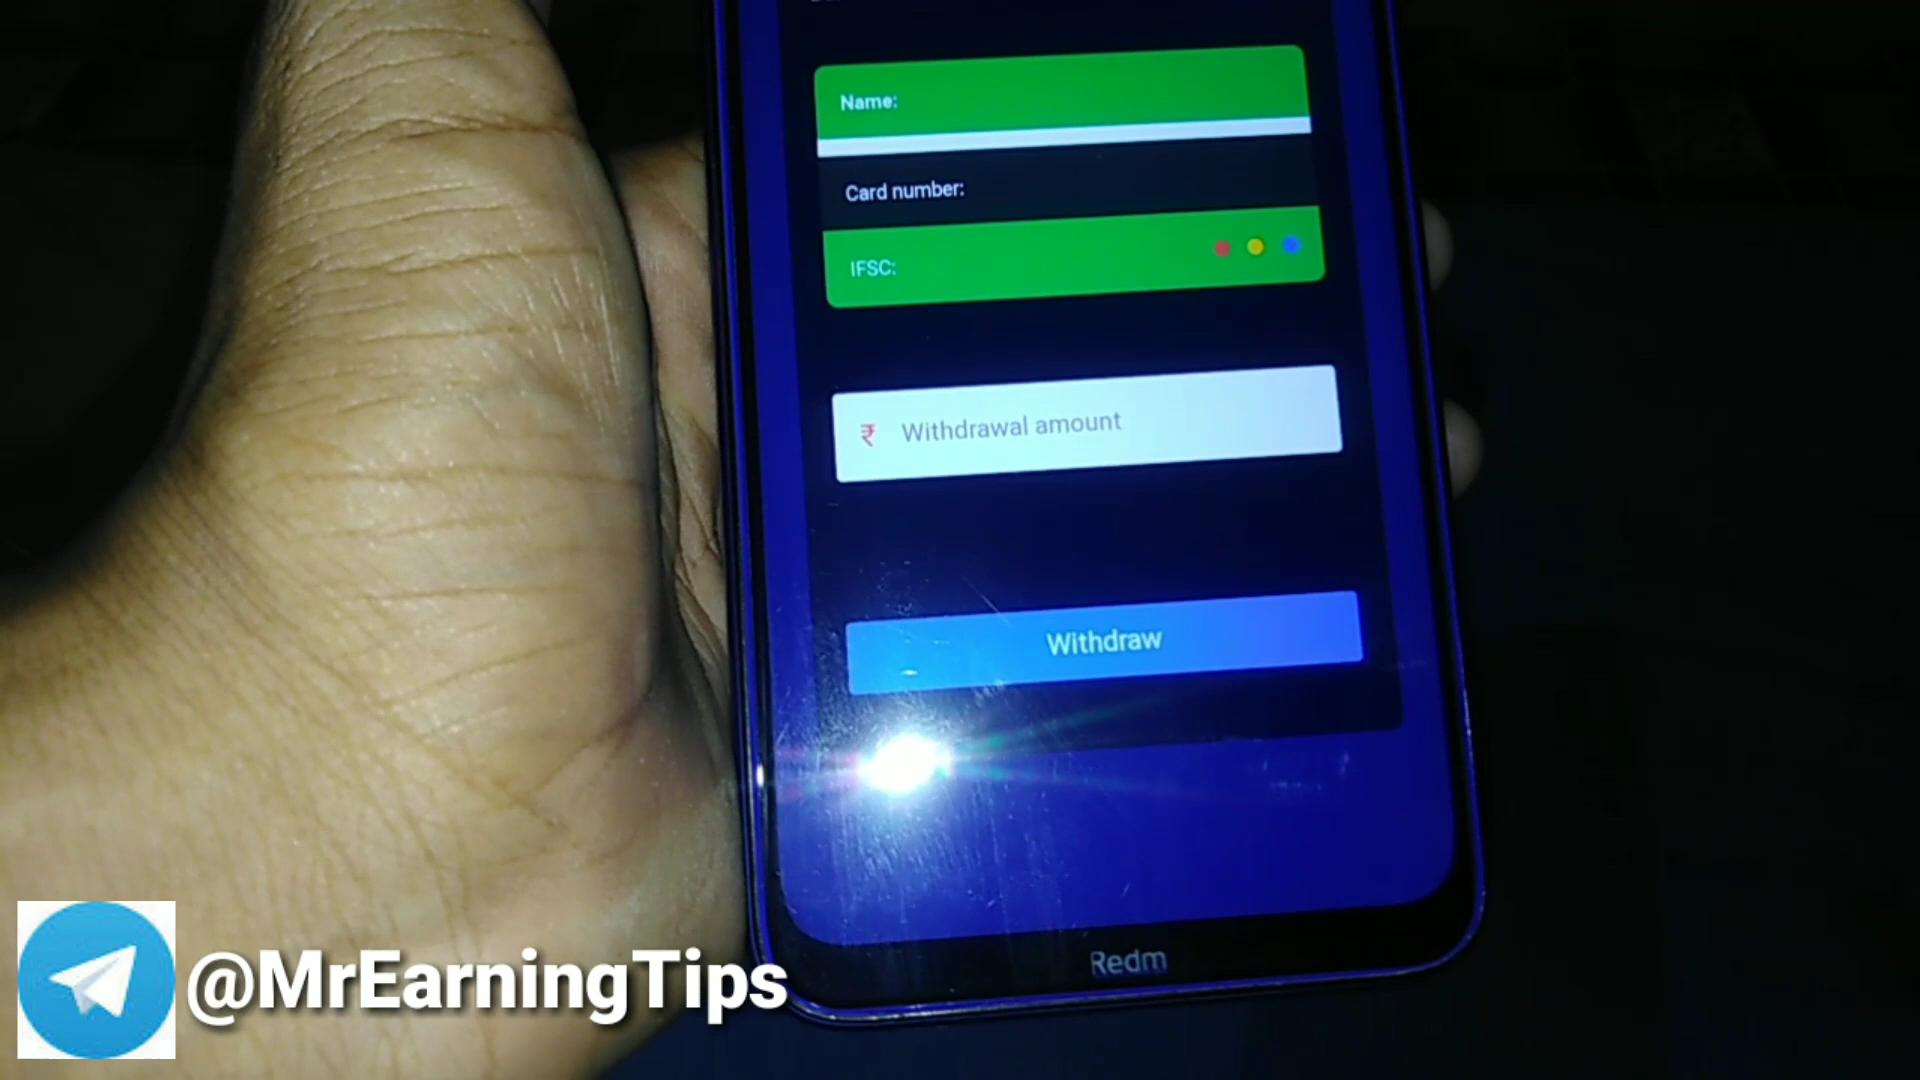 Name:
Card number:
IFSC:
₹ Withdrawal amount
Withdraw
Redm
@MrEarningTips